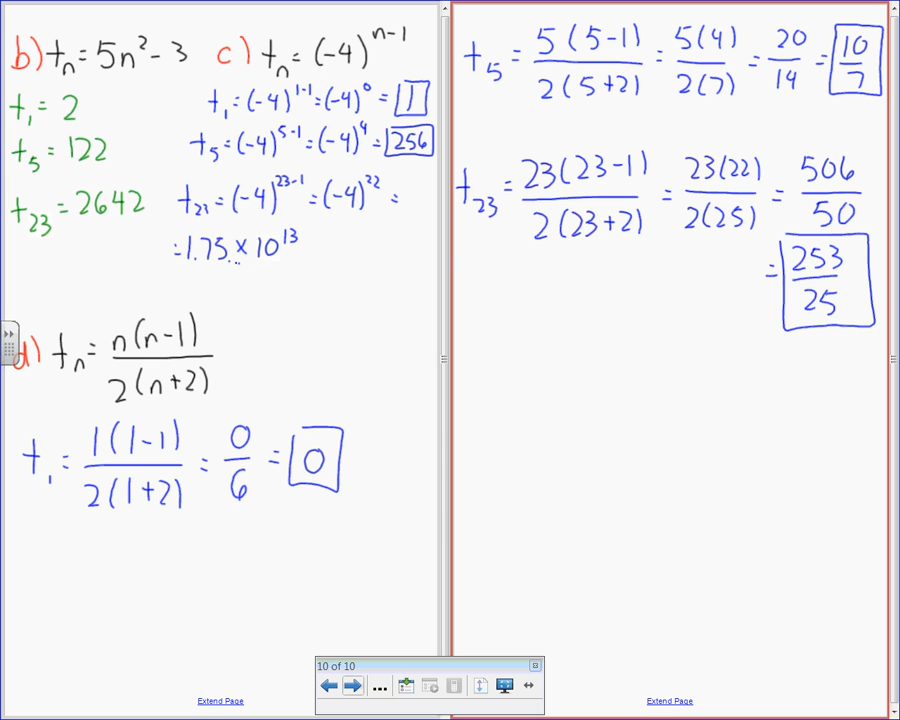 b) tₙ = 5n² - 3
t₁ = 2
t₅ = 122
t₂₃ = 2642
c) tₙ = (-4)ⁿ⁻¹
t₁ = (-4)¹⁻¹ = (-4)⁰ = 1
t₅ = (-4)⁵⁻¹ = (-4)⁴ = 256
t₂₃ = (-4)²³⁻¹ = (-4)²² =
= 1.75... × 10¹³
d) tₙ = n(n-1) / 2(n+2)
t₁ = 1(1-1) / 2(1+2) = 0/6 = 0
t₅ = 5(5-1) / 2(5+2) = 5(4) / 2(7) = 20/14 = 10/7
t₂₃ = 23(23-1) / 2(23+2) = 23(22) / 2(25) = 506/50
= 253/25
10 of 10
Extend Page
Extend Page